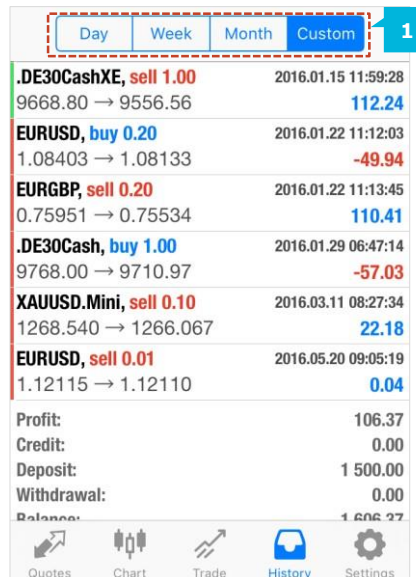 Day Week Month Custom 1
.DE30CashXE, sell 1.00 2016.01.15 11:59:28
9668.80 → 9556.56 112.24
EURUSD, buy 0.20 2016.01.22 11:12:03
1.08403 → 1.08133 -49.94
EURGBP, sell 0.20 2016.01.22 11:13:45
0.75951 → 0.75534 110.41
.DE30Cash, buy 1.00 2016.01.29 06:47:14
9768.00 → 9710.97 -57.03
XAUUSD.Mini, sell 0.10 2016.03.11 08:27:34
1268.540 → 1266.067 22.18
EURUSD, sell 0.01 2016.05.20 09:05:19
1.12115 → 1.12110 0.04
Profit: 106.37
Credit: 0.00
Deposit: 1 500.00
Withdrawal: 0.00
Balance: 1 606.37
Quotes Chart Trade History Settings